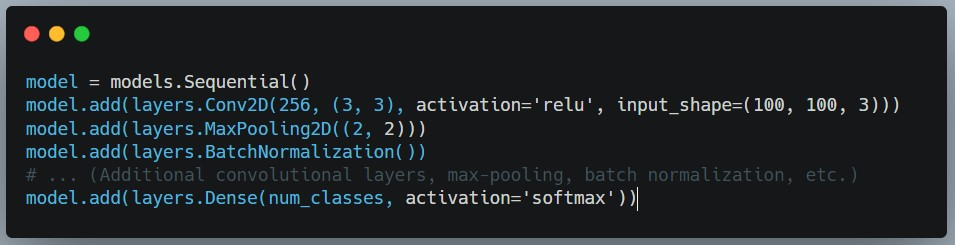 model = models.Sequential()
model.add(layers.Conv2D(256, (3, 3), activation='relu', input_shape=(100, 100, 3)))
model.add(layers.MaxPooling2D((2, 2)))
model.add(layers.BatchNormalization())
# ... (Additional convolutional layers, max-pooling, batch normalization, etc.)
model.add(layers.Dense(num_classes, activation='softmax'))